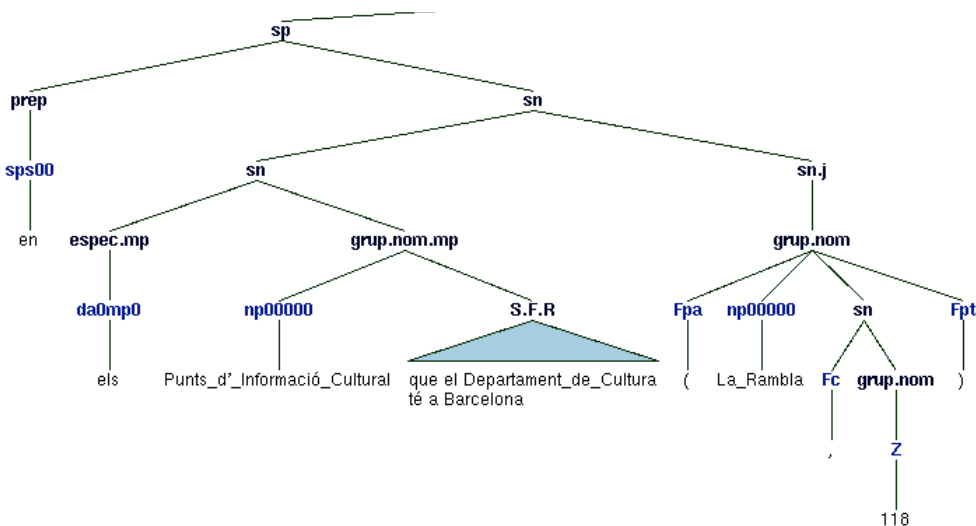 sp
prep sn
sps00 sn sn.j
en espec.mp grup.nom.mp grup.nom
da0mp0 np00000 S.F.R Fpa np00000 sn Fpt
els Punts_d'_Informació_Cultural que el Departament_de_Cultura ( La_Rambla Fc grup.nom )
té a Barcelona
, Z
118